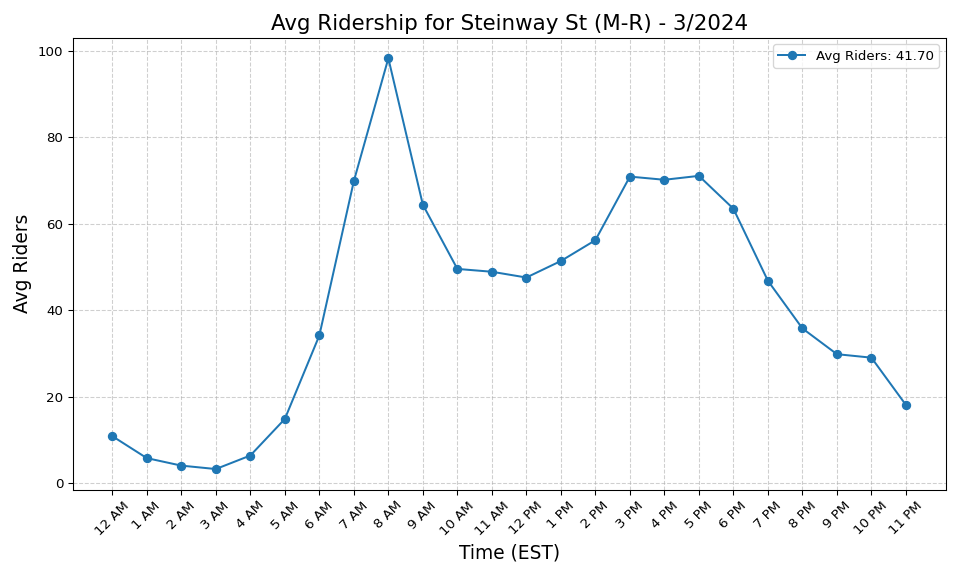 Avg Ridership for Steinway St (M-R) - 3/2024
Avg Riders: 41.70
100
80
60
40
20
0
Avg Riders
12 AM
1 AM
2 AM
3 AM
4 AM
5 AM
6 AM
7 AM
8 AM
9 AM
10 AM
11 AM
12 PM
1 PM
2 PM
3 PM
4 PM
5 PM
6 PM
7 PM
8 PM
9 PM
10 PM
11 PM
Time (EST)